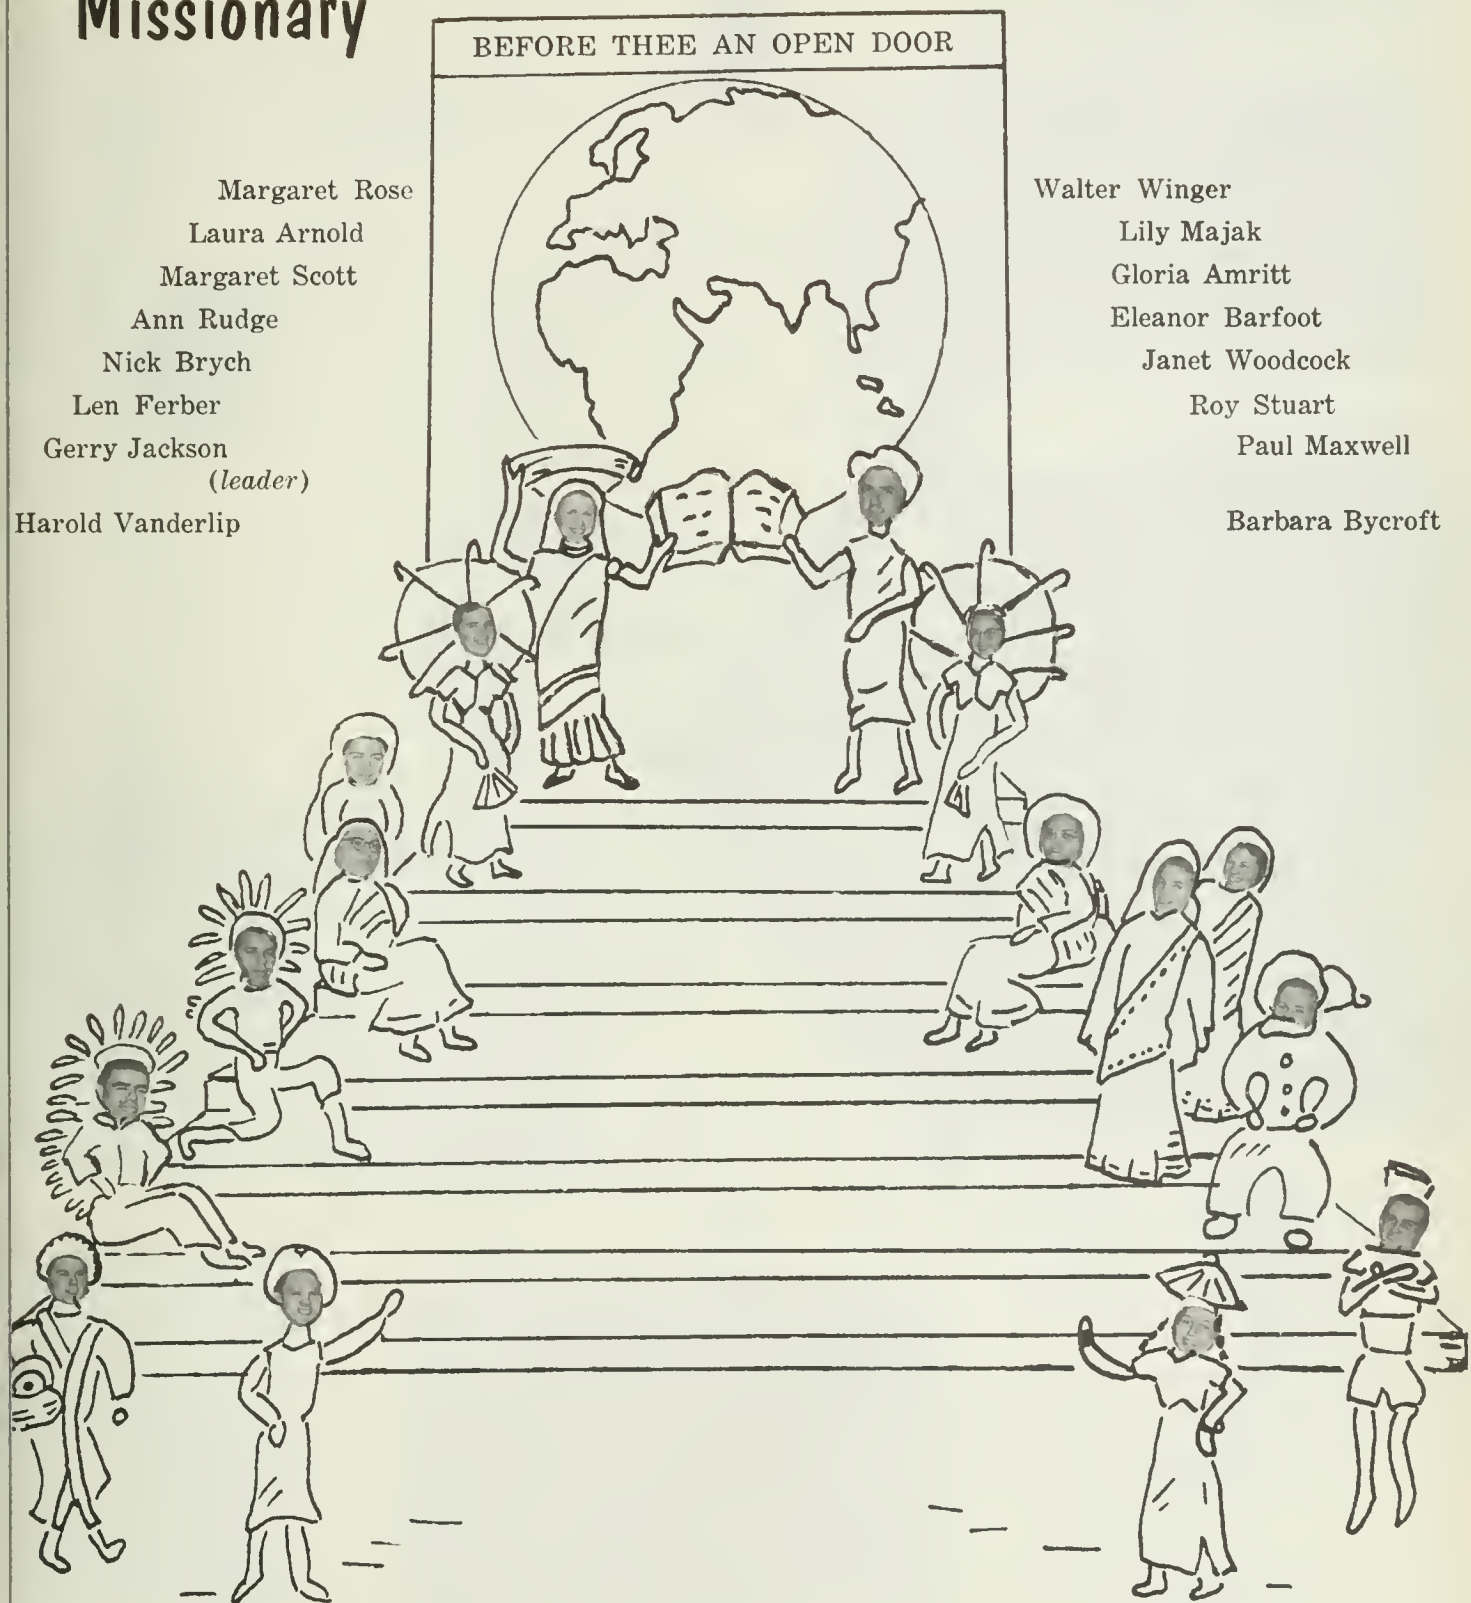 Missionary
BEFORE THEE AN OPEN DOOR
Margaret Rose
Laura Arnold
Margaret Scott
Ann Rudge
Nick Brych
Len Ferber
Gerry Jackson
(leader)
Harold Vanderlip
Walter Winger
Lily Majak
Gloria Amritt
Eleanor Barfoot
Janet Woodcock
Roy Stuart
Paul Maxwell
Barbara Bycroft